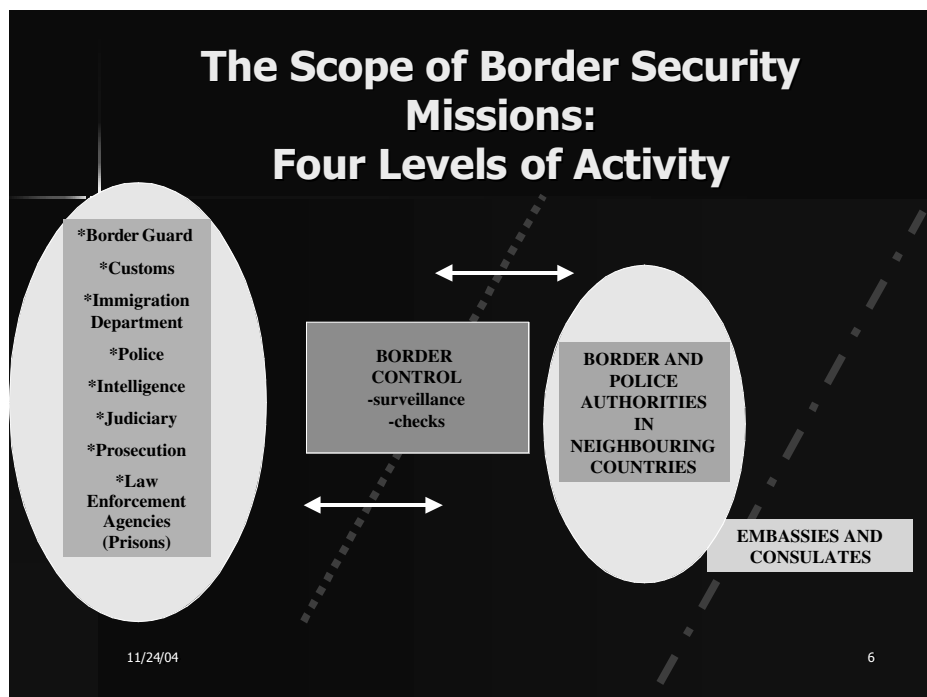 The Scope of Border Security
Missions:
Four Levels of Activity
*Border Guard
*Customs
*Immigration
Department
*Police
*Intelligence
*Judiciary
*Prosecution
*Law
Enforcement
Agencies
(Prisons)
BORDER
CONTROL
-surveillance
-checks
BORDER AND
POLICE
AUTHORITIES
IN
NEIGHBOURING
COUNTRIES
EMBASSIES AND
CONSULATES
11/24/04
6